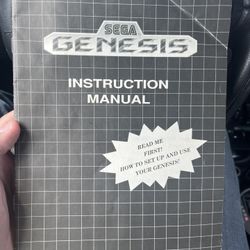 SEGA
GENESIS
INSTRUCTION
MANUAL
READ ME
FIRST!
HOW TO SET UP AND USE
YOUR GENESIS!